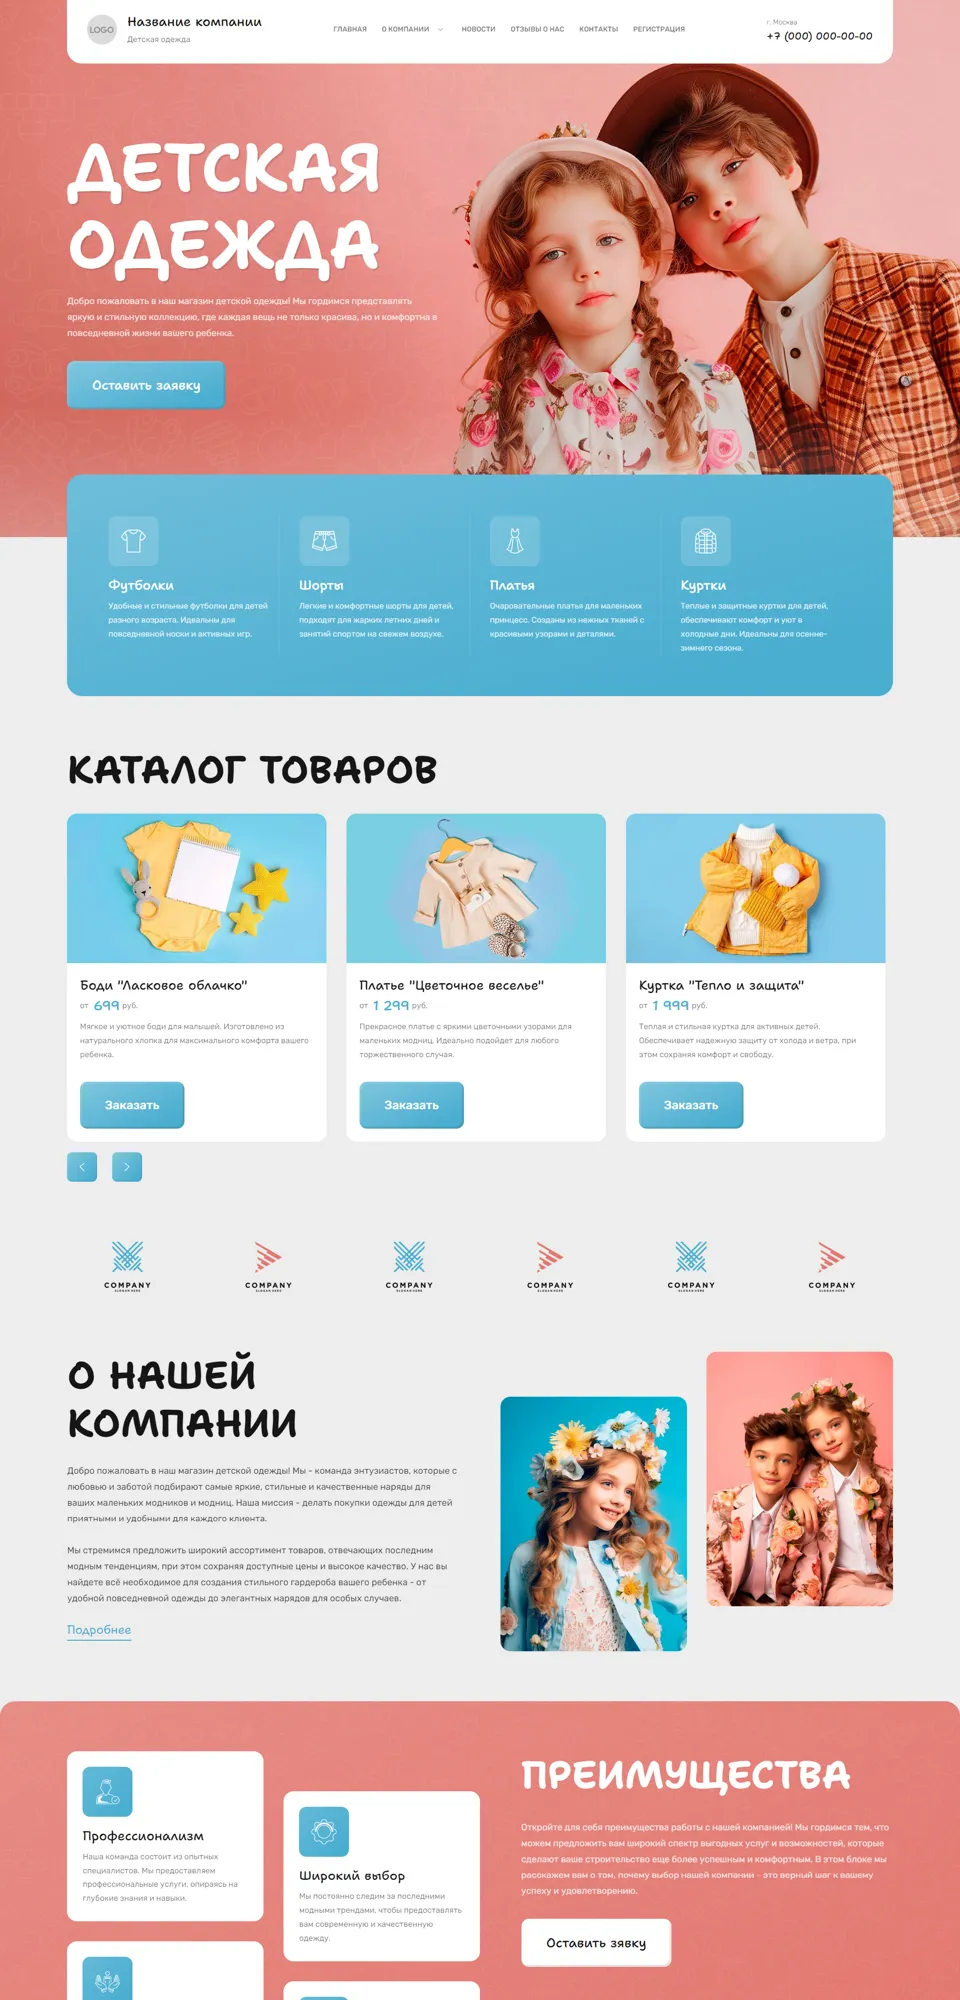 LOGO
Название компании
Детская одежда
ГЛАВНАЯ
О КОМПАНИИ
НОВОСТИ
ОТЗЫВЫ О НАС
КОНТАКТЫ
РЕГИСТРАЦИЯ
г. Москва
+7 (000) 000-00-00
ДЕТСКАЯ
ОДЕЖДА
Добро пожаловать в наш магазин детской одежды! Мы гордимся представлять
яркую и стильную коллекцию, где каждая вещь не только красива, но и комфортна в
повседневной жизни вашего ребенка.
Оставить заявку
Футболки
Удобные и стильные футболки для детей
разного возраста. Идеальны для
повседневной носки и активных игр.
Шорты
Легкие и комфортные шорты для детей,
подходят для жарких летних дней и
занятий спортом на свежем воздухе.
Платья
Очаровательные платья для маленьких
принцесс. Созданы из нежных тканей с
красивыми узорами и деталями.
Куртки
Теплые и защитные куртки для детей,
обеспечивают комфорт и уют в
холодные дни. Идеальны для осенне-
зимнего сезона.
КАТАЛОГ ТОВАРОВ
Боди "Ласковое облачко"
от 699 руб.
Мягкое и уютное боди для малышей. Изготовлено из
натурального хлопка для максимального комфорта вашего
ребенка.
Заказать
Платье "Цветочное веселье"
от 1 299 руб.
Прекрасное платье с яркими цветочными узорами для
маленьких модниц. Идеально подойдет для любого
торжественного случая.
Заказать
Куртка "Тепло и защита"
от 1 999 руб.
Теплая и стильная куртка для активных детей.
Обеспечивает надежную защиту от холода и ветра, при
этом сохраняя комфорт и свободу.
Заказать
COMPANY
SLOGAN HERE
COMPANY
SLOGAN HERE
COMPANY
SLOGAN HERE
COMPANY
SLOGAN HERE
COMPANY
SLOGAN HERE
COMPANY
SLOGAN HERE
О НАШЕЙ
КОМПАНИИ
Добро пожаловать в наш магазин детской одежды! Мы - команда энтузиастов, которые с
любовью и заботой подбирают самые яркие, стильные и качественные наряды для
ваших маленьких модников и модниц. Наша миссия - делать покупки одежды для детей
приятными и удобными для каждого клиента.
Мы стремимся предложить широкий ассортимент товаров, отвечающих последним
модным тенденциям, при этом сохраняя доступные цены и высокое качество. У нас вы
найдете всё необходимое для создания стильного гардероба вашего ребенка - от
удобной повседневной одежды до элегантных нарядов для особых случаев.
Подробнее
Профессионализм
Наша команда состоит из опытных
специалистов. Мы предоставляем
профессиональные услуги, опираясь на
глубокие знания и навыки.
Широкий выбор
Мы постоянно следим за последними
модными трендами, чтобы предоставлять
вам современную и качественную
одежду.
ПРЕИМУЩЕСТВА
Откройте для себя преимущества работы с нашей компанией! Мы гордимся тем, что
можем предложить вам широкий спектр выгодных услуг и возможностей, которые
сделают ваше строительство еще более успешным и комфортным. В этом блоке мы
расскажем вам о том, почему выбор нашей компании - это верный шаг к вашему
успеху и удовлетворению.
Оставить зявку